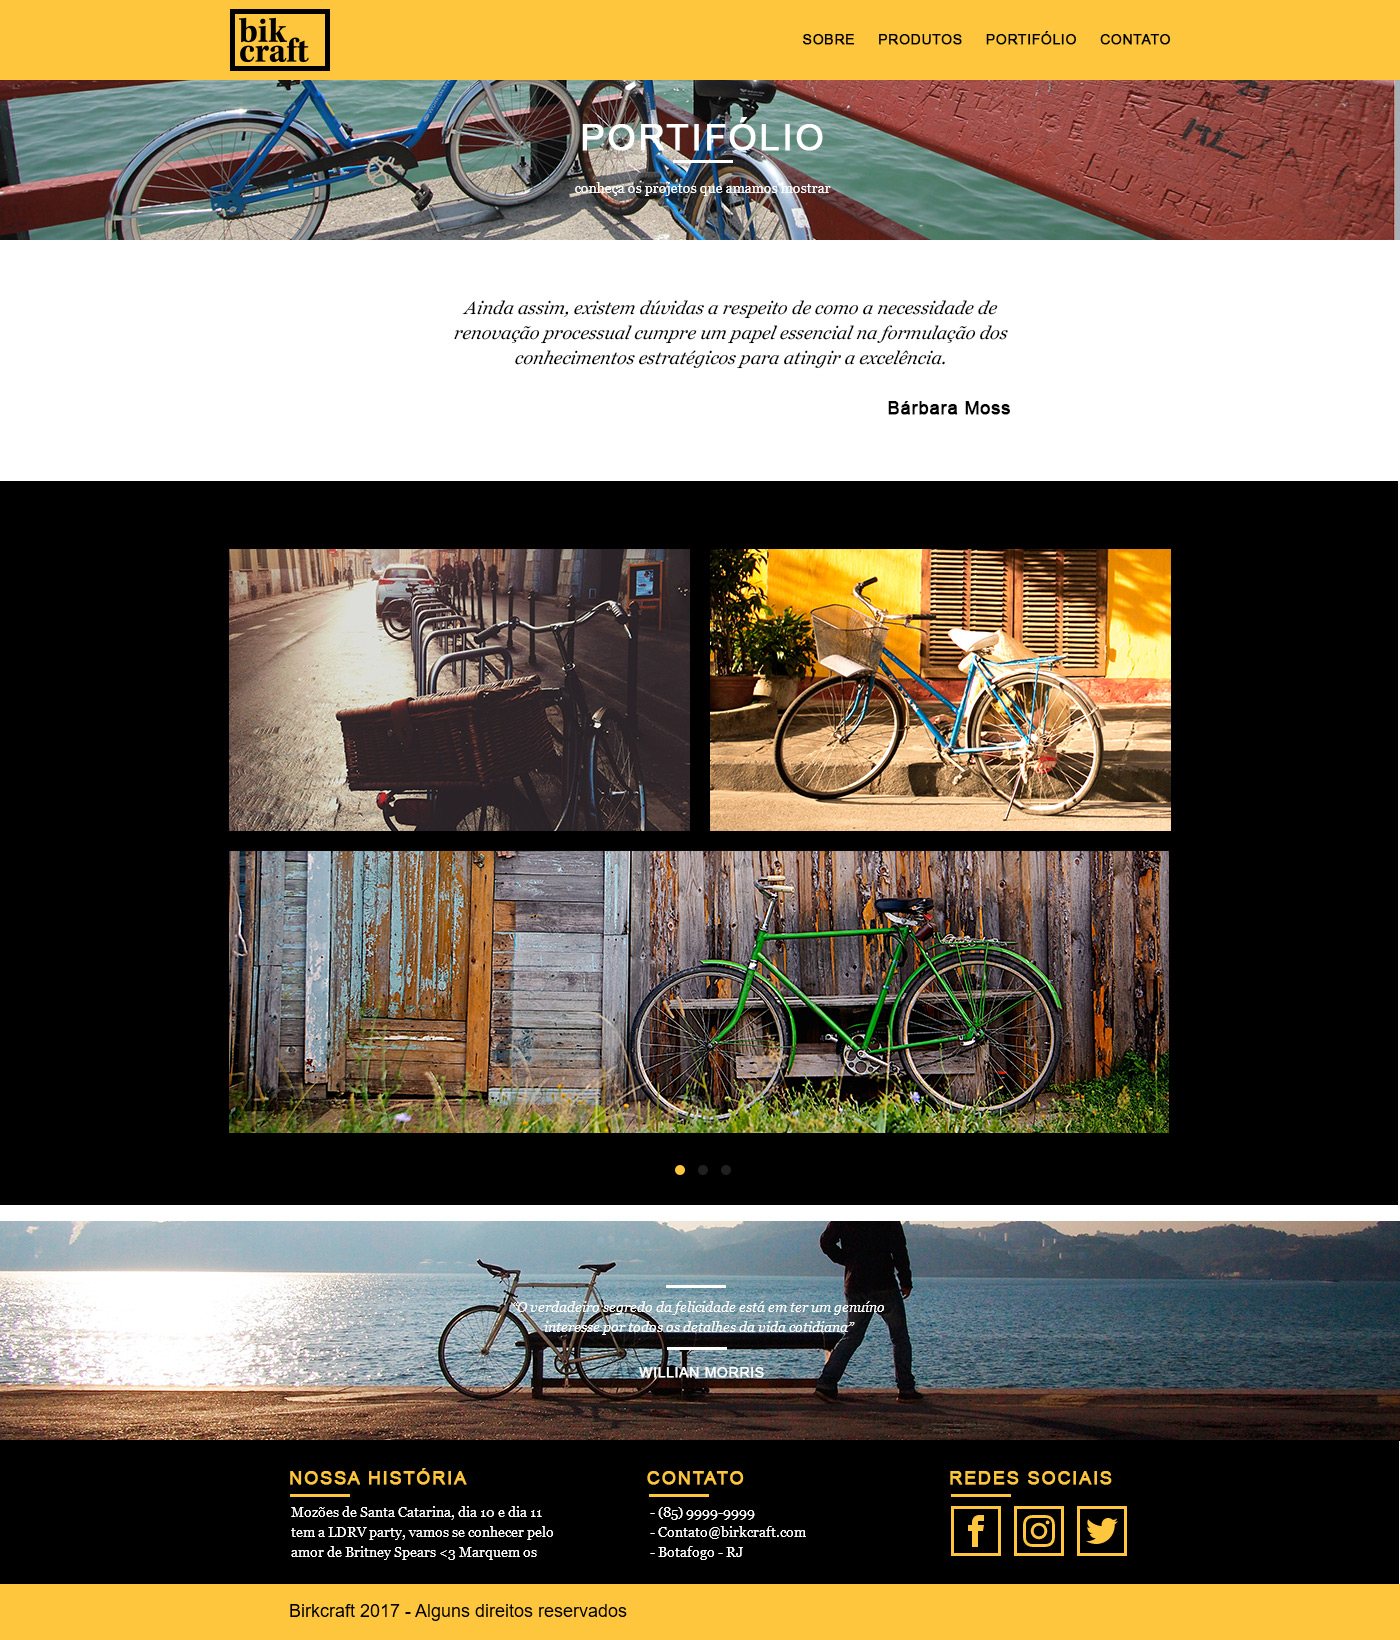 bik
craft
SOBRE PRODUTOS PORTIFÓLIO CONTATO
PORTIFÓLIO
conheça os projetos que amamos mostrar
Ainda assim, existem dúvidas a respeito de como a necessidade de
renovação processual cumpre um papel essencial na formulação dos
conhecimentos estratégicos para atingir a excelência.
Bárbara Moss
“O verdadeiro segredo da felicidade está em ter um genuíno
interesse por todos os detalhes da vida cotidiana”
WILLIAN MORRIS
NOSSA HISTÓRIA
Mozões de Santa Catarina, dia 10 e dia 11
tem a LDRV party, vamos se conhecer pelo
amor de Britney Spears <3 Marquem os
CONTATO
- (85) 9999-9999
- Contato@birkcraft.com
- Botafogo - RJ
REDES SOCIAIS
Birkcraft 2017 - Alguns direitos reservados